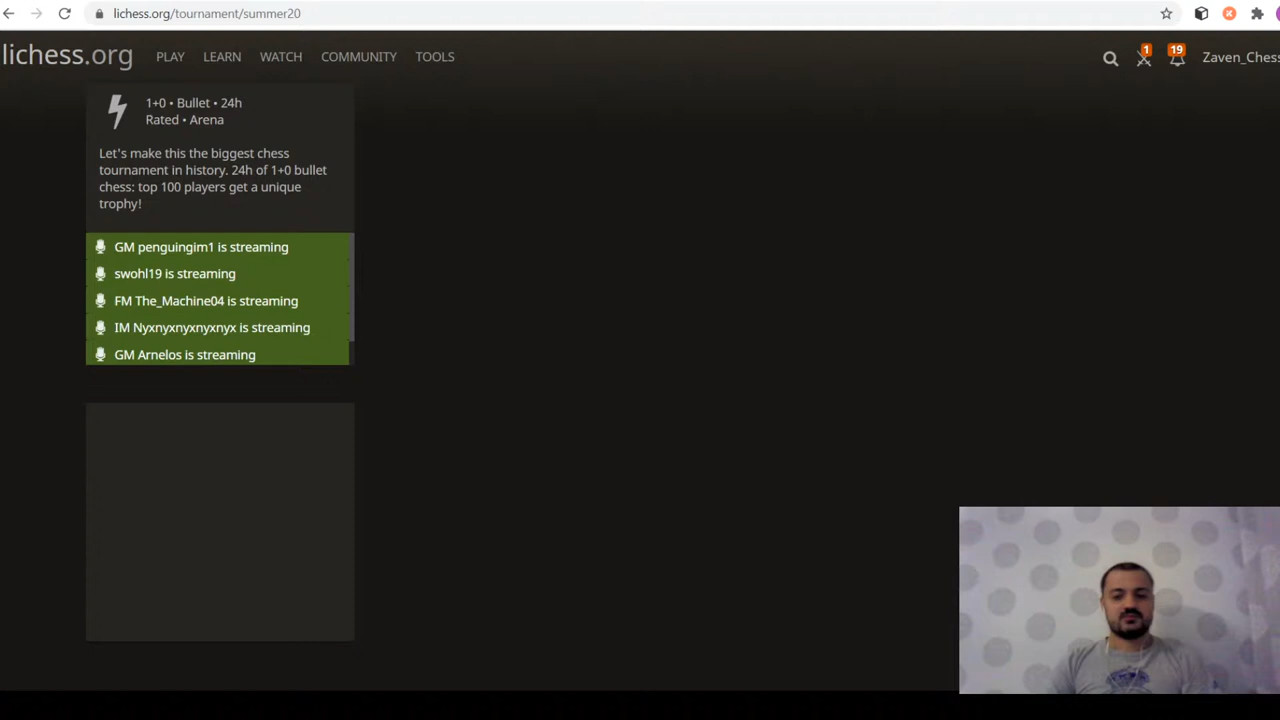 lichess.org/tournament/summer20
lichess.org PLAY LEARN WATCH COMMUNITY TOOLS 1 19 Zaven_Chess
1+0 • Bullet • 24h
Rated • Arena
Let's make this the biggest chess
tournament in history. 24h of 1+0 bullet
chess: top 100 players get a unique
trophy!
GM penguingim1 is streaming
swohl19 is streaming
FM The_Machine04 is streaming
IM Nyxnyxnyxnyxnyx is streaming
GM Arnelos is streaming